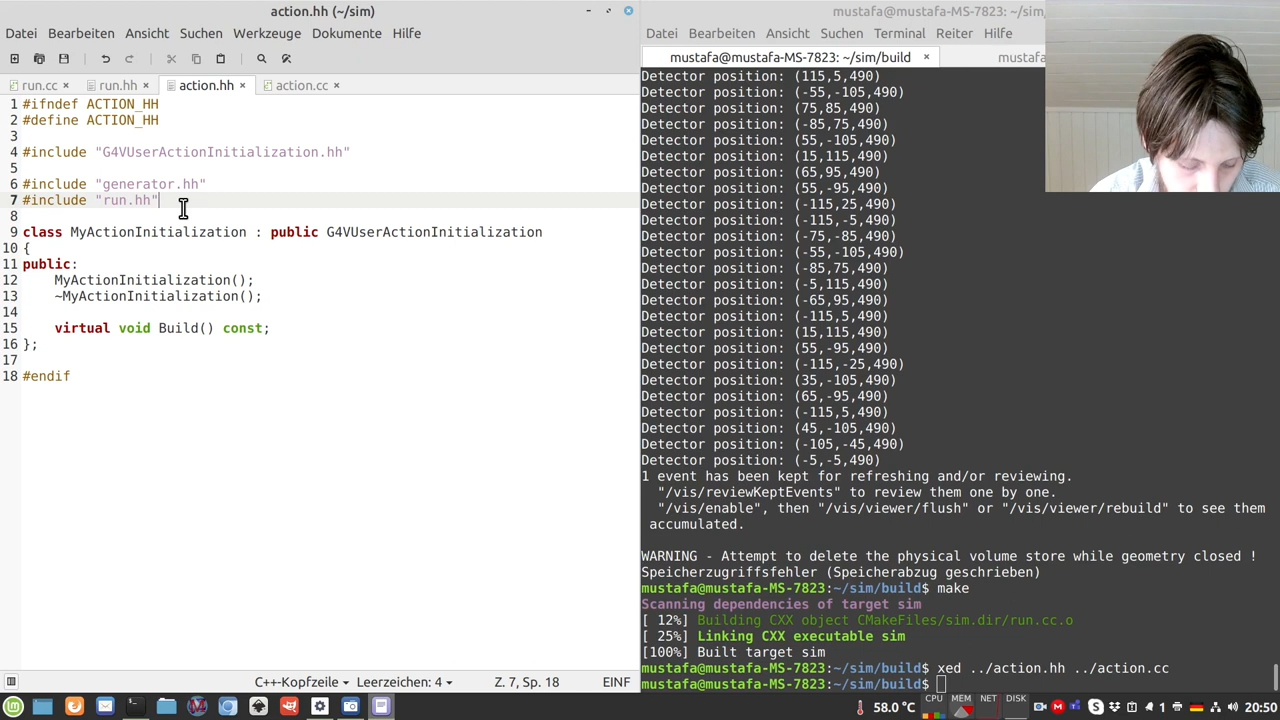 action.hh (~/sim)
Datei Bearbeiten Ansicht Suchen Werkzeuge Dokumente Hilfe
run.cc run.hh action.hh action.cc
1 #ifndef ACTION_HH
2 #define ACTION_HH
3
4 #include "G4VUserActionInitialization.hh"
5
6 #include "generator.hh"
7 #include "run.hh"
8
9 class MyActionInitialization : public G4VUserActionInitialization
10 {
11 public:
12     MyActionInitialization();
13     ~MyActionInitialization();
14
15     virtual void Build() const;
16 };
17
18 #endif
C++-Kopfzeile Leerzeichen: 4 Z. 7, Sp. 18 EINF
mustafa@mustafa-MS-7823: ~/sim/
Datei Bearbeiten Ansicht Suchen Terminal Reiter Hilfe
mustafa@mustafa-MS-7823: ~/sim/build
Detector position: (115,5,490)
Detector position: (-55,-105,490)
Detector position: (75,85,490)
Detector position: (-85,75,490)
Detector position: (55,-105,490)
Detector position: (15,115,490)
Detector position: (65,95,490)
Detector position: (55,-95,490)
Detector position: (-115,25,490)
Detector position: (-115,-5,490)
Detector position: (-75,-85,490)
Detector position: (-55,-105,490)
Detector position: (-85,75,490)
Detector position: (-5,115,490)
Detector position: (-65,95,490)
Detector position: (-115,5,490)
Detector position: (15,115,490)
Detector position: (55,-95,490)
Detector position: (-115,-25,490)
Detector position: (35,-105,490)
Detector position: (65,-95,490)
Detector position: (-115,5,490)
Detector position: (45,-105,490)
Detector position: (-105,-45,490)
Detector position: (-5,-5,490)
1 event has been kept for refreshing and/or reviewing.
"/vis/reviewKeptEvents" to review them one by one.
"/vis/enable", then "/vis/viewer/flush" or "/vis/viewer/rebuild" to see them
accumulated.
WARNING - Attempt to delete the physical volume store while geometry closed !
Speicherzugriffsfehler (Speicherabzug geschrieben)
mustafa@mustafa-MS-7823:~/sim/build$ make
Scanning dependencies of target sim
[ 12%] Building CXX object CMakeFiles/sim.dir/run.cc.o
[ 25%] Linking CXX executable sim
[100%] Built target sim
mustafa@mustafa-MS-7823:~/sim/build$ xed ../action.hh ../action.cc
mustafa@mustafa-MS-7823:~/sim/build$
58.0°C CPU MEM NET DISK 20:50